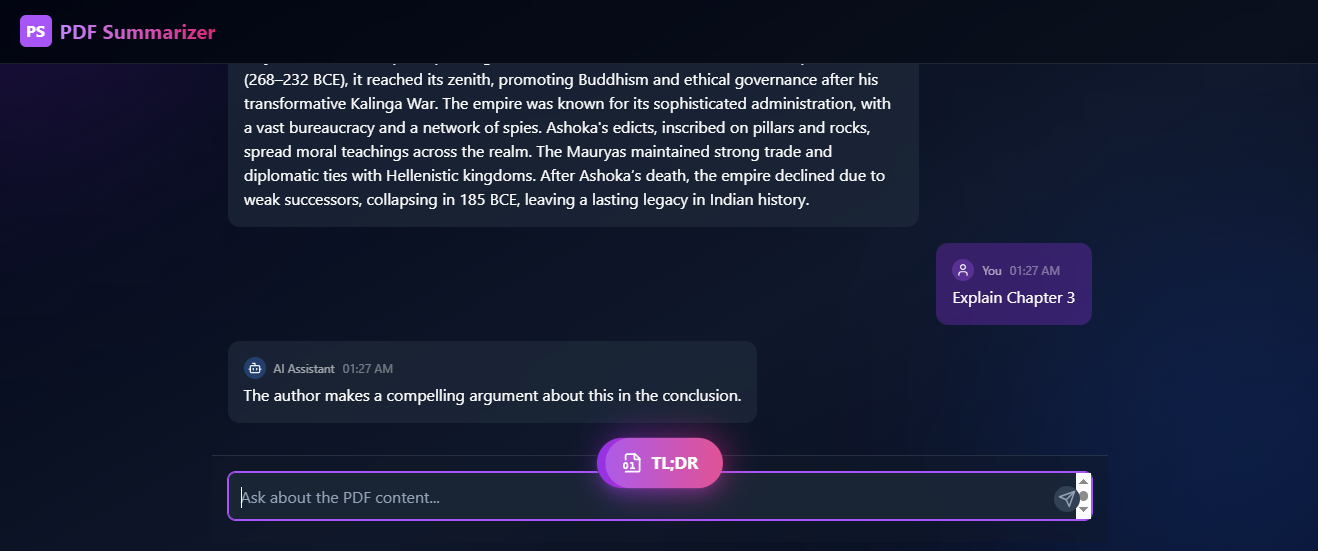 PS PDF Summarizer
(268–232 BCE), it reached its zenith, promoting Buddhism and ethical governance after his
transformative Kalinga War. The empire was known for its sophisticated administration, with
a vast bureaucracy and a network of spies. Ashoka's edicts, inscribed on pillars and rocks,
spread moral teachings across the realm. The Mauryas maintained strong trade and
diplomatic ties with Hellenistic kingdoms. After Ashoka’s death, the empire declined due to
weak successors, collapsing in 185 BCE, leaving a lasting legacy in Indian history.
You 01:27 AM
Explain Chapter 3
AI Assistant 01:27 AM
The author makes a compelling argument about this in the conclusion.
01 TL;DR
Ask about the PDF content...